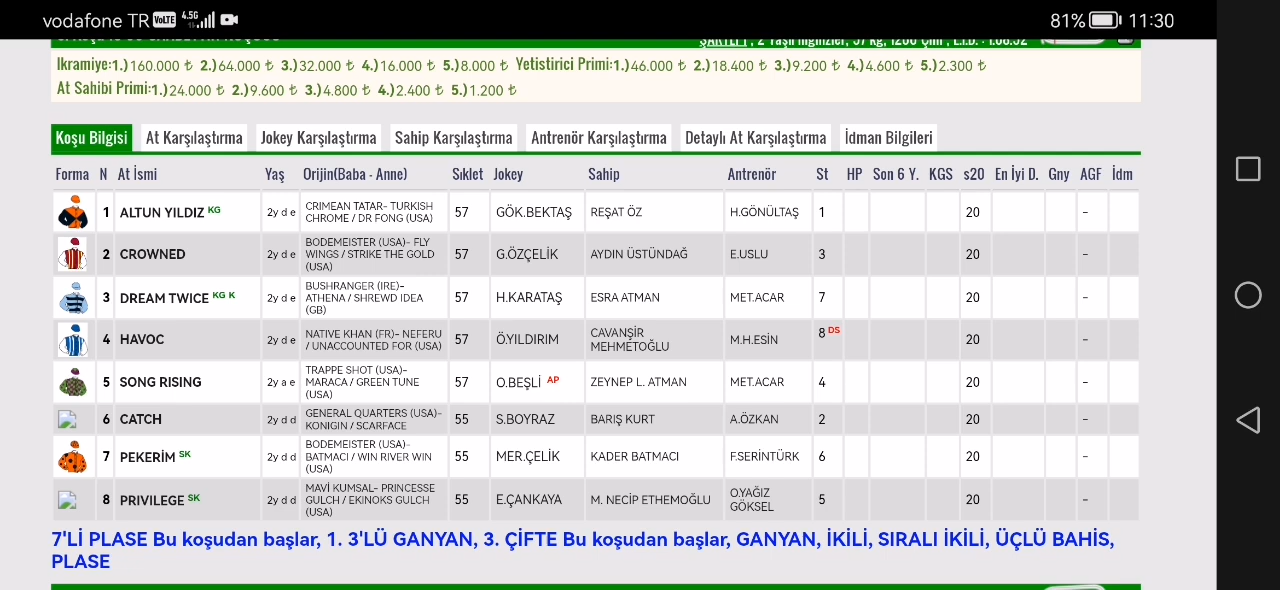 vodafone TR VoLTE 4.5G 81% 11:30
ŞARTLI 1 , 2 Yaşlı İngilizler, 57 kg, 1200 Çim , E.İ.D. : 1.08.52
İkramiye:1.)160.000 ₺ 2.)64.000 ₺ 3.)32.000 ₺ 4.)16.000 ₺ 5.)8.000 ₺ Yetistirici Primi:1.)46.000 ₺ 2.)18.400 ₺ 3.)9.200 ₺ 4.)4.600 ₺ 5.)2.300 ₺
At Sahibi Primi:1.)24.000 ₺ 2.)9.600 ₺ 3.)4.800 ₺ 4.)2.400 ₺ 5.)1.200 ₺
Koşu Bilgisi At Karşılaştırma Jokey Karşılaştırma Sahip Karşılaştırma Antrenör Karşılaştırma Detaylı At Karşılaştırma İdman Bilgileri
Forma N At İsmi Yaş Orijin(Baba - Anne) Sıklet Jokey Sahip Antrenör St HP Son 6 Y. KGS s20 En İyi D. Gny AGF İdm
1 ALTUN YILDIZ KG 2y d e CRIMEAN TATAR- TURKISH CHROME / DR FONG (USA) 57 GÖK.BEKTAŞ REŞAT ÖZ H.GÖNÜLTAŞ 1 20 -
2 CROWNED 2y d e BODEMEISTER (USA)- FLY WINGS / STRIKE THE GOLD (USA) 57 G.ÖZÇELİK AYDIN ÜSTÜNDAĞ E.USLU 3 20 -
3 DREAM TWICE KG K 2y d e BUSHRANGER (IRE)- ATHENA / SHREWD IDEA (GB) 57 H.KARATAŞ ESRA ATMAN MET.ACAR 7 20 -
4 HAVOC 2y d e NATIVE KHAN (FR)- NEFERU / UNACCOUNTED FOR (USA) 57 Ö.YILDIRIM CAVANŞİR MEHMETOĞLU M.H.ESİN 8 DS 20 -
5 SONG RISING 2y a e TRAPPE SHOT (USA)- MARACA / GREEN TUNE (USA) 57 O.BEŞLİ AP ZEYNEP L. ATMAN MET.ACAR 4 20 -
6 CATCH 2y d d GENERAL QUARTERS (USA)- KONIGIN / SCARFACE 55 S.BOYRAZ BARIŞ KURT A.ÖZKAN 2 20 -
7 PEKERİM SK 2y d d BODEMEISTER (USA)- BATMACI / WIN RIVER WIN (USA) 55 MER.ÇELİK KADER BATMACI F.SERİNTÜRK 6 20 -
8 PRIVILEGE SK 2y d d MAVİ KUMSAL- PRINCESSE GULCH / EKINOKS GULCH (USA) 55 E.ÇANKAYA M. NECİP ETHEMOĞLU O.YAĞIZ GÖKSEL 5 20 -
7'Lİ PLASE Bu koşudan başlar, 1. 3'LÜ GANYAN, 3. ÇİFTE Bu koşudan başlar, GANYAN, İKİLİ, SIRALI İKİLİ, ÜÇLÜ BAHİS,
PLASE